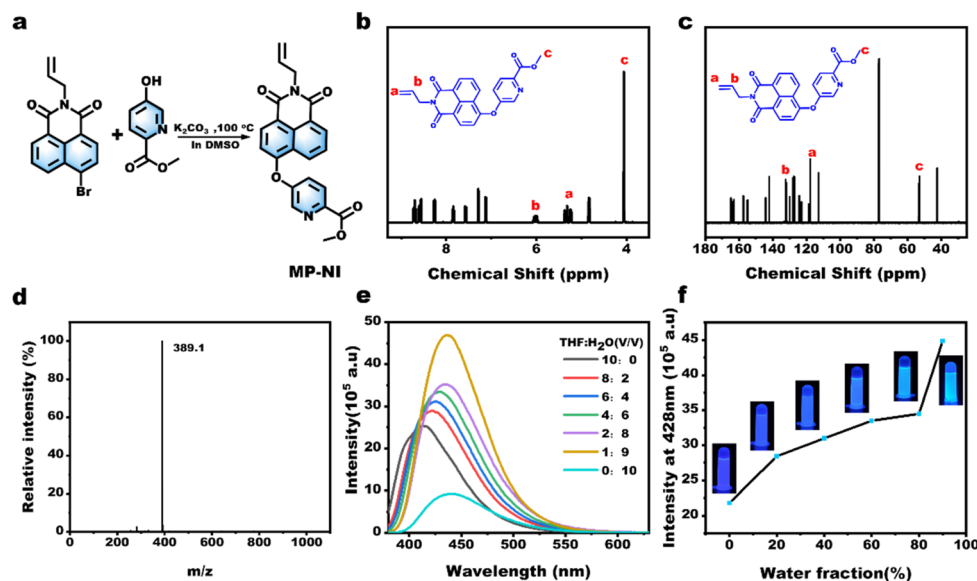 a
OH
O
N
O
+
N
O
O
Br
K₂CO₃ ,100 °C
In DMSO
O
N
O
O
N
O
O
MP-NI
b
a
b
c
O
N
O
O
N
O
O
c
b
a
8
6
4
Chemical Shift (ppm)
c
a
b
c
O
N
O
O
N
O
O
b
a
c
180
160
140
120
100
80
60
40
Chemical Shift (ppm)
d
Relative intensity (%)
100
80
60
40
20
0
389.1
0
200
400
600
800
1000
m/z
e
Intensity(10⁵ a.u)
50
40
30
20
10
0
THF:H₂O(V/V)
10: 0
8: 2
6: 4
4: 6
2: 8
1: 9
0: 10
400
450
500
550
600
Wavelength (nm)
f
Intensity at 428nm (10⁵ a.u)
45
40
35
30
25
20
0
20
40
60
80
100
Water fraction(%)